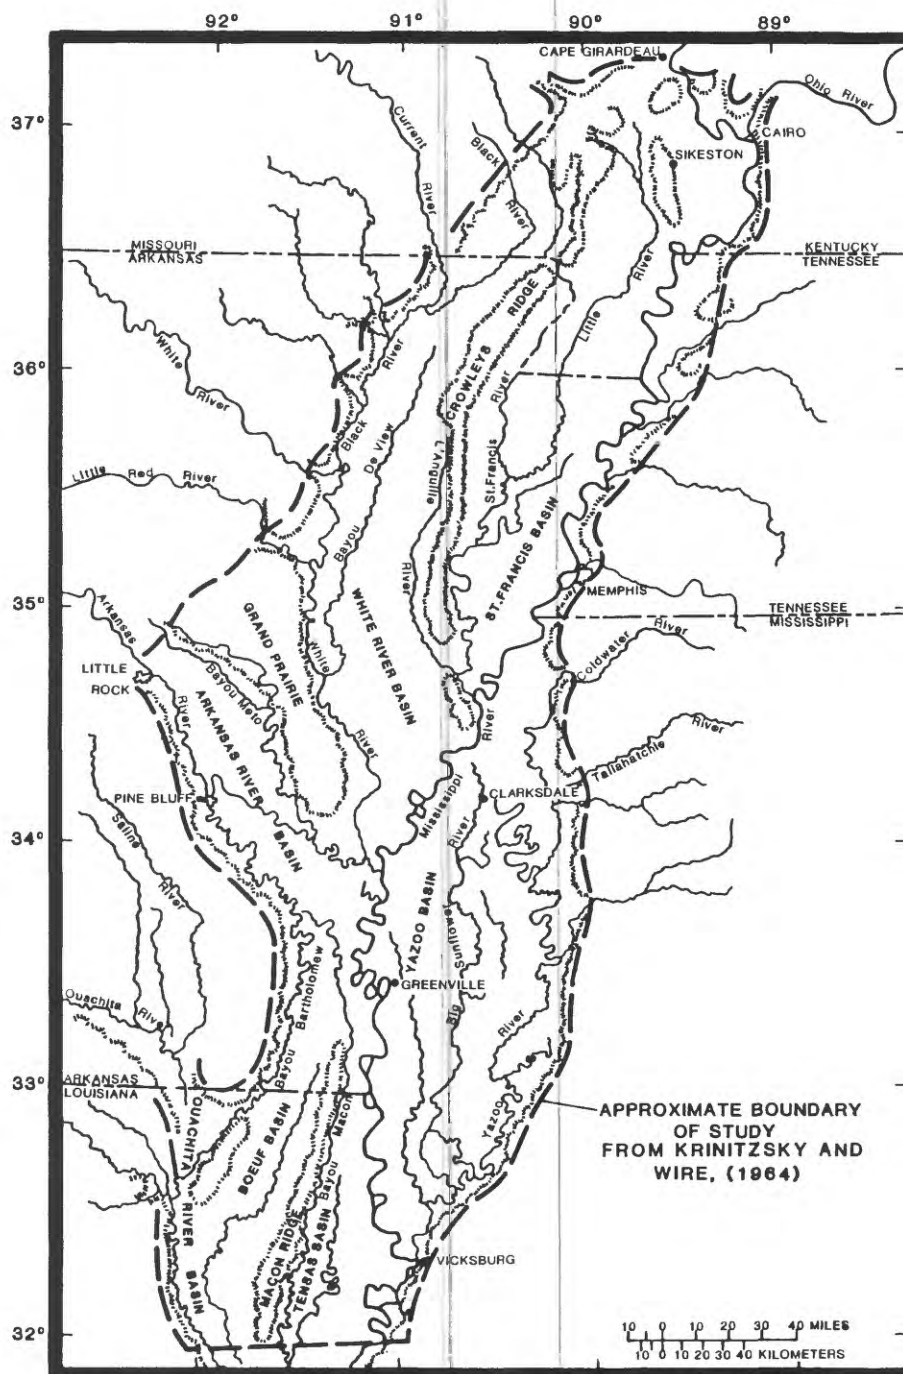 92° 91° 90° 89°
CAPE GIRARDEAU
Ohio River
37°
CAIRO
Current
River
Black
River
SIKESTON
MISSOURI
ARKANSAS
KENTUCKY
TENNESSEE
River
Little
RIDGE
CROWLEYS
36°
White
River
River
Black
De View
Bayou
L'Anguille
River
River
St. Francis
Little Red River
ST. FRANCIS BASIN
35°
Arkansas
MEMPHIS
TENNESSEE
MISSISSIPPI
GRAND PRAIRIE
White
River
WHITE RIVER BASIN
Coldwater River
LITTLE
ROCK
Bayou Meto
River
ARKANSAS RIVER
BASIN
River
Mississippi
Tallahatchie River
PINE BLUFF
CLARKSDALE
34°
Saline
River
River
Sunflower
Big
YAZOO BASIN
Bartholomew
Bayou
GREENVILLE
Ouachita
River
River
Yazoo
33°
ARKANSAS
LOUISIANA
OUACHITA
RIVER
BASIN
BOEUF BASIN
Macon
Bayou
MACON RIDGE
TENSAS BASIN
APPROXIMATE BOUNDARY
OF STUDY
FROM KRINITZSKY AND
WIRE, (1964)
VICKSBURG
32°
10 0 10 20 30 40 MILES
10 0 10 20 30 40 KILOMETERS